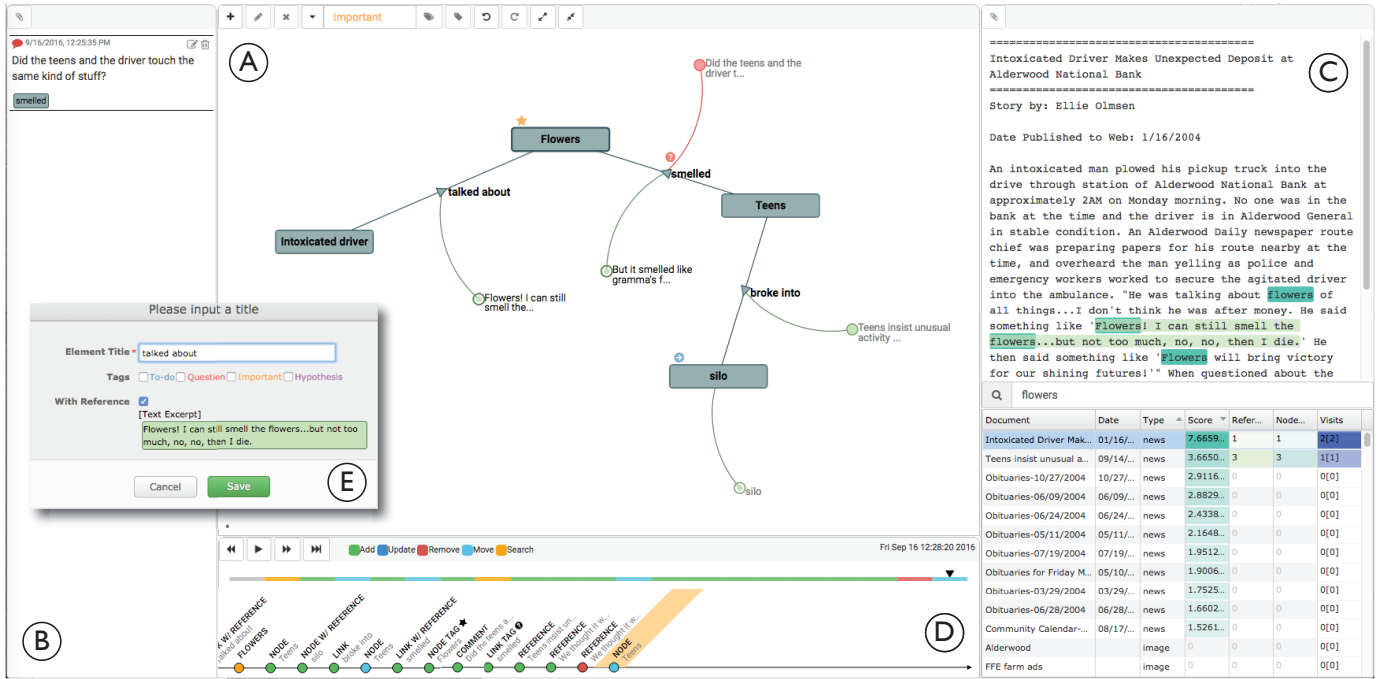 9/16/2016, 12:25:35 PM
Did the teens and the driver touch the
same kind of stuff?
smelled
B
Important
A
Did the teens and the
driver t...
Flowers
smelled
talked about
Teens
Intoxicated driver
But it smelled like
gramma's f...
Flowers! I can still
smell the...
broke into
Teens insist unusual
activity ...
silo
silo
Please input a title
Element Title *
talked about
Tags
To-do
Question
Important
Hypothesis
With Reference
[Text Excerpt]
Flowers! I can still smell the flowers...but not too
much, no, no, then I die.
Cancel
Save
E
Add
Update
Remove
Move
Search
Fri Sep 16 12:28:20 2016
K W/ REFERENCE
talked about
FLOWERS
NODE
Teens
NODE W/ REFERENCE
silo
LINK
broke into
NODE
Teens
LINK W/ REFERENCE
smelled
NODE TAG
Flowers
COMMENT
Did the teens a...
LINK TAG
smelled
REFERENCE
Teens insist un...
REFERENCE
We thought it w...
REFERENCE
We thought it w...
NODE
Teens
D
========================================
Intoxicated Driver Makes Unexpected Deposit at
Alderwood National Bank
========================================
Story by: Ellie Olmsen
Date Published to Web: 1/16/2004
An intoxicated man plowed his pickup truck into the
drive through station of Alderwood National Bank at
approximately 2AM on Monday morning. No one was in the
bank at the time and the driver is in Alderwood General
in stable condition. An Alderwood Daily newspaper route
chief was preparing papers for his route nearby at the
time, and overheard the man yelling as police and
emergency workers worked to secure the agitated driver
into the ambulance. "He was talking about flowers of
all things...I don't think he was after money. He said
something like 'Flowers! I can still smell the
flowers...but not too much, no, no, then I die.' He
then said something like 'Flowers will bring victory
for our shining futures!'" When questioned about the
C
flowers
Document Date Type Score Refer... Node... Visits
Intoxicated Driver Mak... 01/16/... news 7.6659... 1 1 2[2]
Teens insist unusual a... 09/14/... news 3.6650... 3 3 1[1]
Obituaries-10/27/2004 10/27/... news 2.9116... 0 0 0[0]
Obituaries-06/09/2004 06/09/... news 2.8829... 0 0 0[0]
Obituaries-06/24/2004 06/24/... news 2.4338... 0 0 0[0]
Obituaries-05/11/2004 05/11/... news 2.1648... 0 0 0[0]
Obituaries-07/19/2004 07/19/... news 1.9512... 0 0 0[0]
Obituaries for Friday M... 05/10/... news 1.9006... 0 0 0[0]
Obituaries-03/29/2004 03/29/... news 1.7525... 0 0 0[0]
Obituaries-06/28/2004 06/28/... news 1.6602... 0 0 0[0]
Community Calendar-... 08/17/... news 1.5261... 0 0 0[0]
Alderwood image 0 0 0[0]
FFE farm ads image 0 0 0[0]